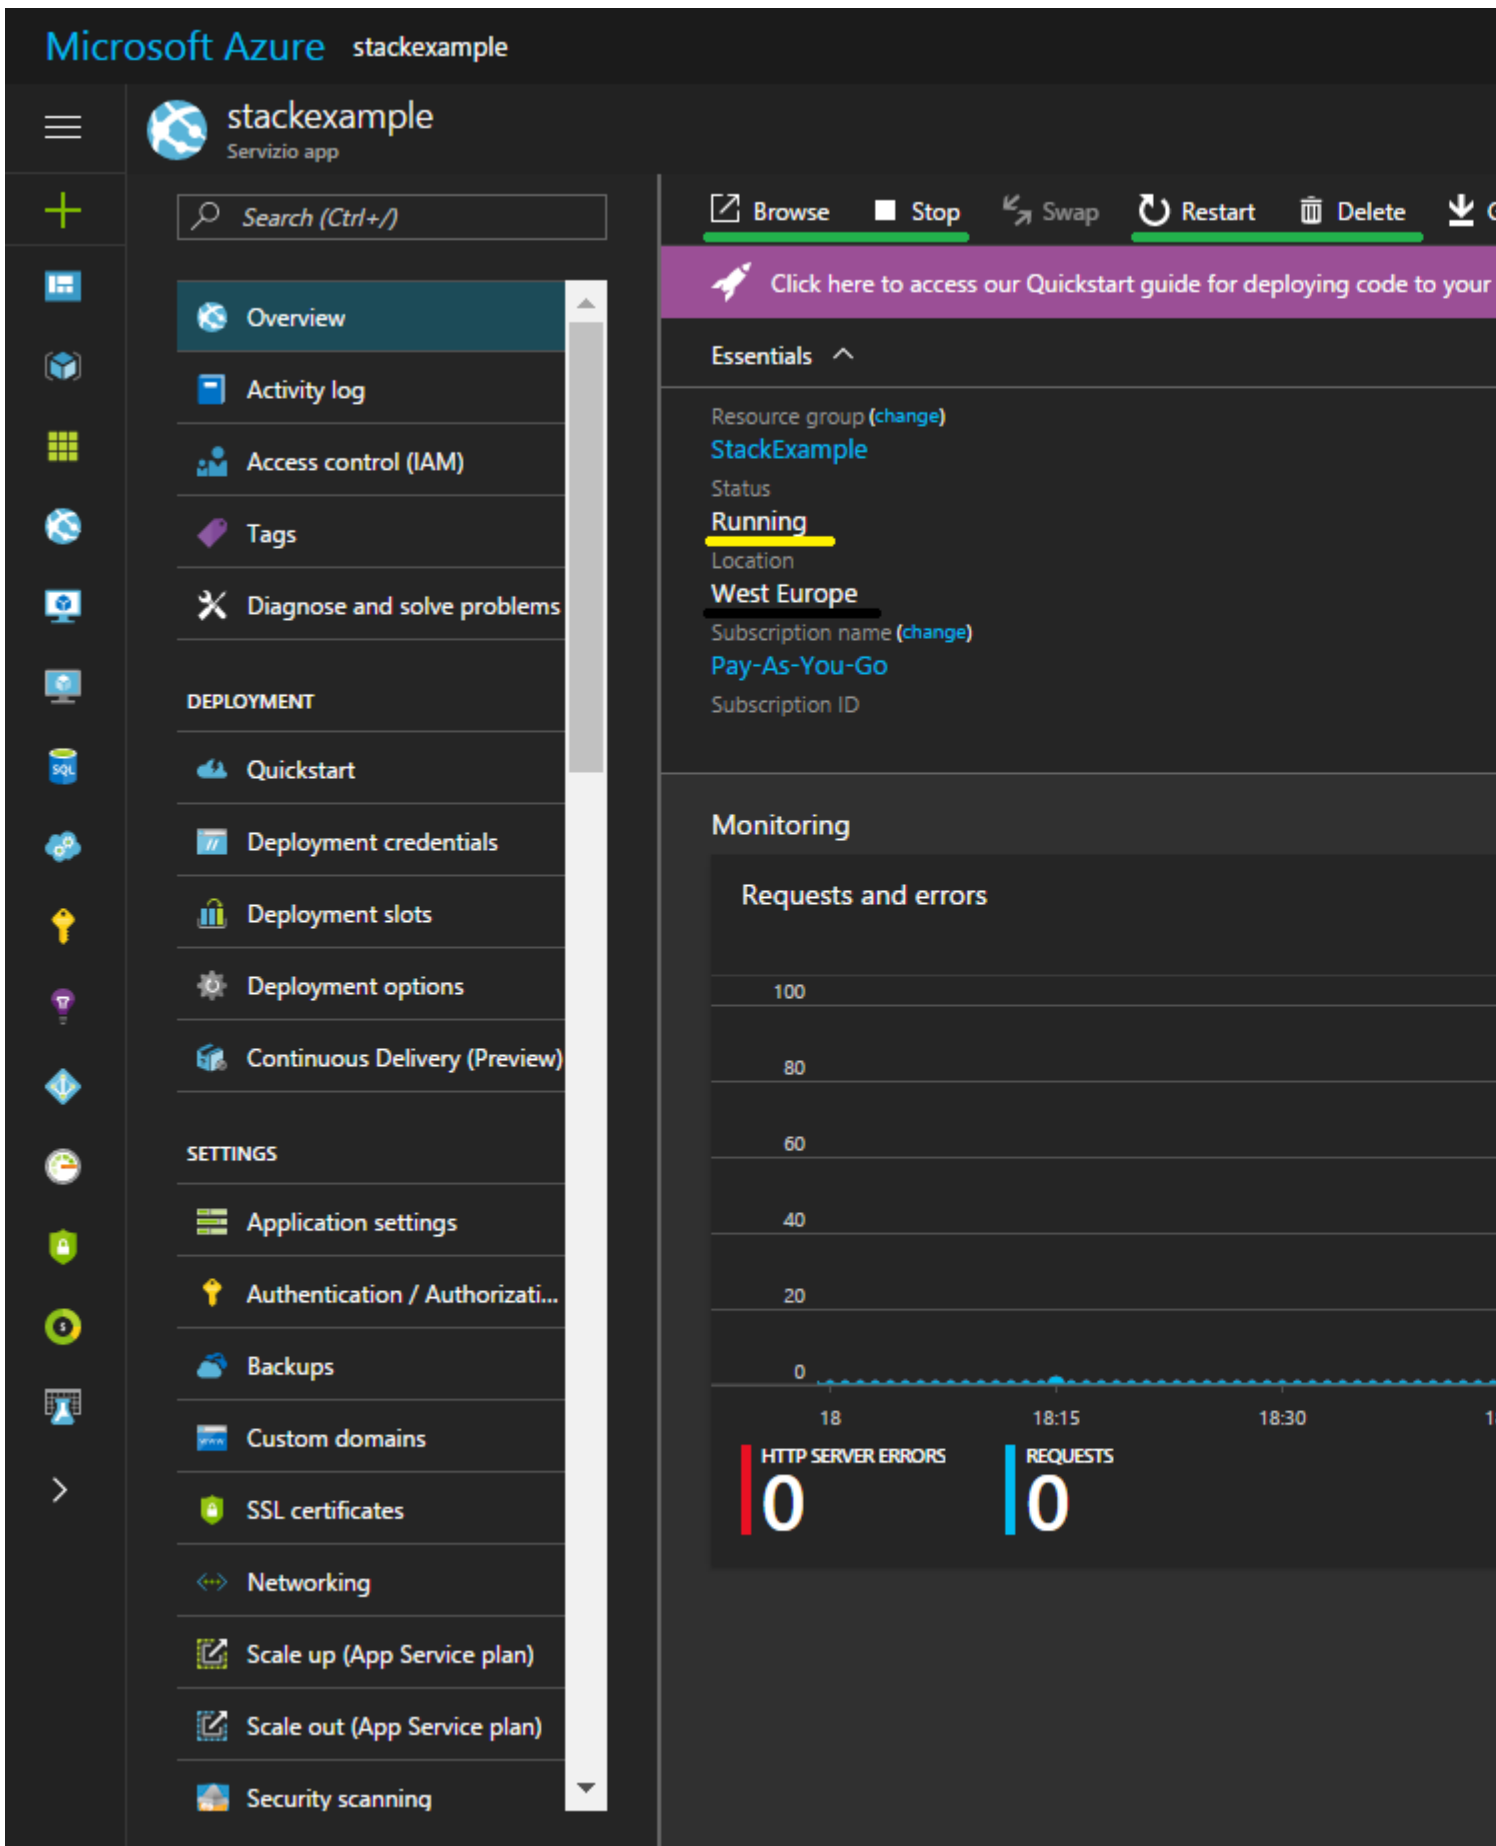 Microsoft Azure stackexample
stackexample
Servizio app
Search (Ctrl+/)
Overview
Activity log
Access control (IAM)
Tags
Diagnose and solve problems
DEPLOYMENT
Quickstart
Deployment credentials
Deployment slots
Deployment options
Continuous Delivery (Preview)
SETTINGS
Application settings
Authentication / Authorizati...
Backups
Custom domains
SSL certificates
Networking
Scale up (App Service plan)
Scale out (App Service plan)
Security scanning
Browse Stop Swap Restart Delete
Click here to access our Quickstart guide for deploying code to your
Essentials
Resource group (change)
StackExample
Status
Running
Location
West Europe
Subscription name (change)
Pay-As-You-Go
Subscription ID
Monitoring
Requests and errors
100
80
60
40
20
0
18 18:15 18:30
HTTP SERVER ERRORS
0
REQUESTS
0
SQL